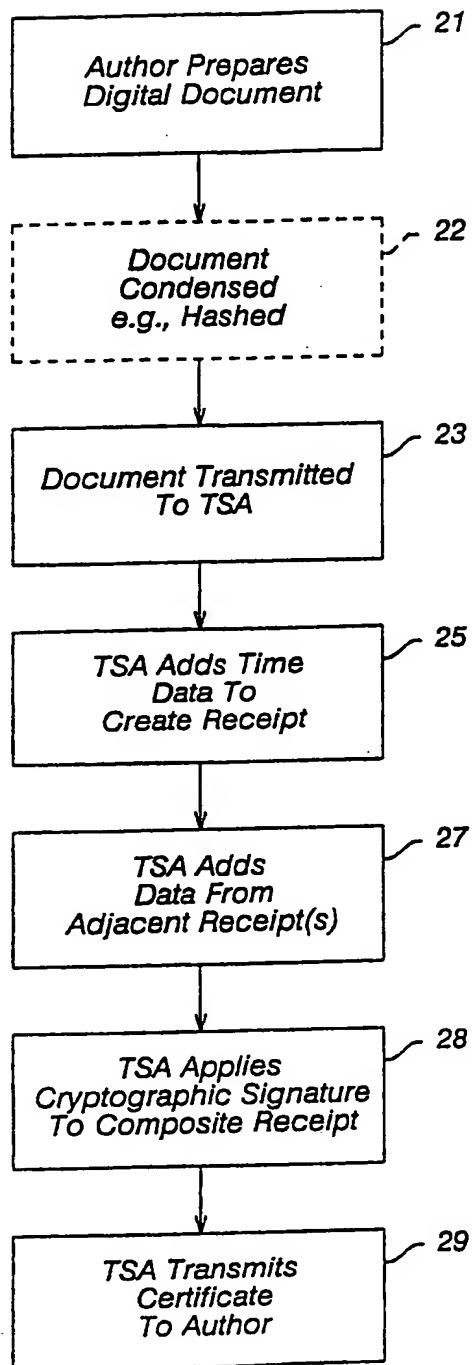 21
Author Prepares
Digital Document
22
Document
Condensed
e.g., Hashed
23
Document Transmitted
To TSA
25
TSA Adds Time
Data To
Create Receipt
27
TSA Adds
Data From
Adjacent Receipt(s)
28
TSA Applies
Cryptographic Signature
To Composite Receipt
29
TSA Transmits
Certificate
To Author